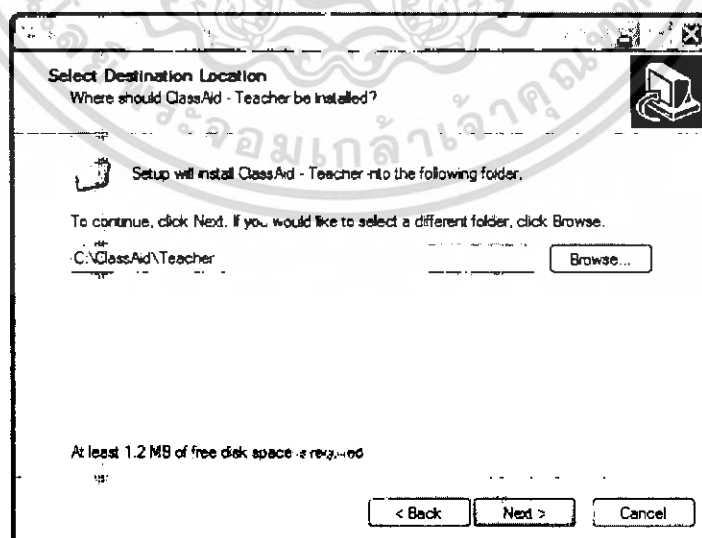 Select Destination Location
Where should ClassAid - Teacher be installed?
Setup will install ClassAid - Teacher into the following folder.
To continue, click Next. If you would like to select a different folder, click Browse.
C:\ClassAid\Teacher
Browse...
At least 1.2 MB of free disk space is required
< Back
Next >
Cancel